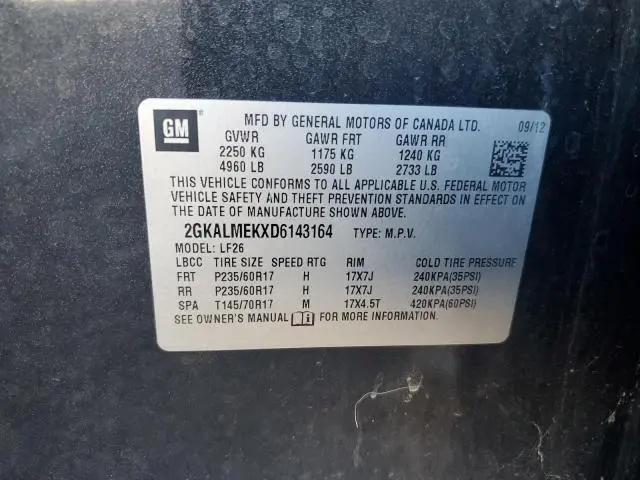 GM
MFD BY GENERAL MOTORS OF CANADA LTD. 09/12
GVWR GAWR FRT GAWR RR
2250 KG 1175 KG 1240 KG
4960 LB 2590 LB 2733 LB
THIS VEHICLE CONFORMS TO ALL APPLICABLE U.S. FEDERAL MOTOR
VEHICLE SAFETY AND THEFT PREVENTION STANDARDS IN EFFECT ON
THE DATE OF MANUFACTURE SHOWN ABOVE.
2GKALMEKXD6143164 TYPE: M.P.V.
MODEL: LF26
LBCC TIRE SIZE SPEED RTG RIM COLD TIRE PRESSURE
FRT P235/60R17 H 17X7J 240KPA(35PSI)
RR P235/60R17 H 17X7J 240KPA(35PSI)
SPA T145/70R17 M 17X4.5T 420KPA(60PSI)
SEE OWNER'S MANUAL FOR MORE INFORMATION.